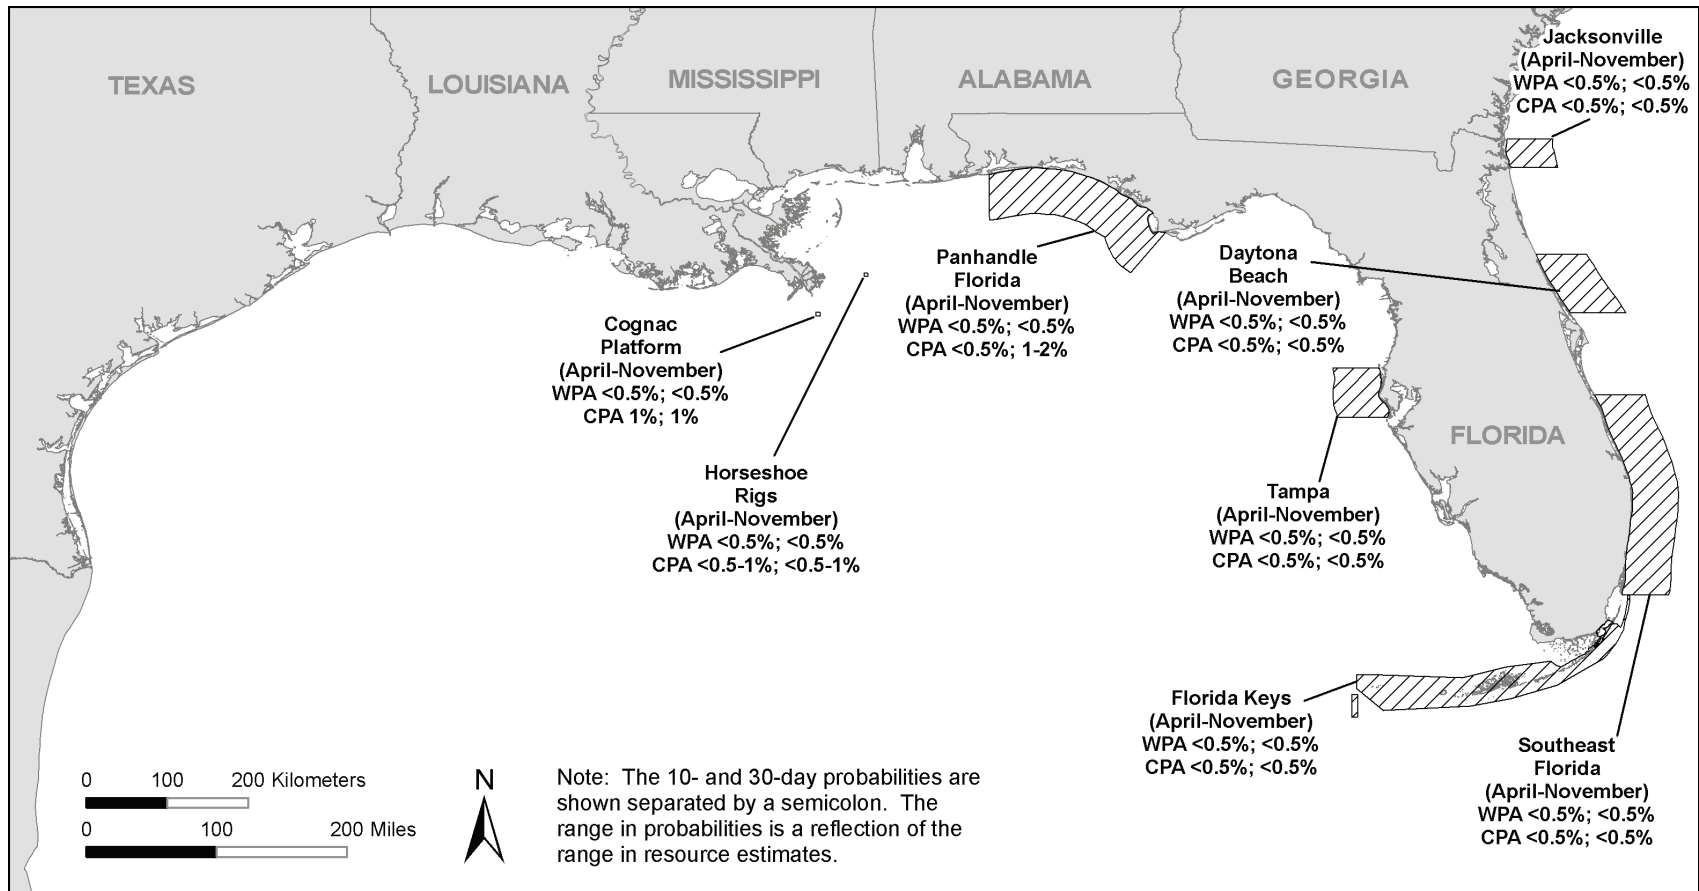 TEXAS
LOUISIANA
MISSISSIPPI
ALABAMA
GEORGIA
Jacksonville
(April-November)
WPA <0.5%; <0.5%
CPA <0.5%; <0.5%
Panhandle
Florida
(April-November)
WPA <0.5%; <0.5%
CPA <0.5%; 1-2%
Daytona
Beach
(April-November)
WPA <0.5%; <0.5%
CPA <0.5%; <0.5%
Cognac
Platform
(April-November)
WPA <0.5%; <0.5%
CPA 1%; 1%
FLORIDA
Horseshoe
Rigs
(April-November)
WPA <0.5%; <0.5%
CPA <0.5-1%; <0.5-1%
Tampa
(April-November)
WPA <0.5%; <0.5%
CPA <0.5%; <0.5%
Florida Keys
(April-November)
WPA <0.5%; <0.5%
CPA <0.5%; <0.5%
Southeast
Florida
(April-November)
WPA <0.5%; <0.5%
CPA <0.5%; <0.5%
0 100 200 Kilometers
0 100 200 Miles
N
Note: The 10- and 30-day probabilities are
shown separated by a semicolon. The
range in probabilities is a reflection of the
range in resource estimates.